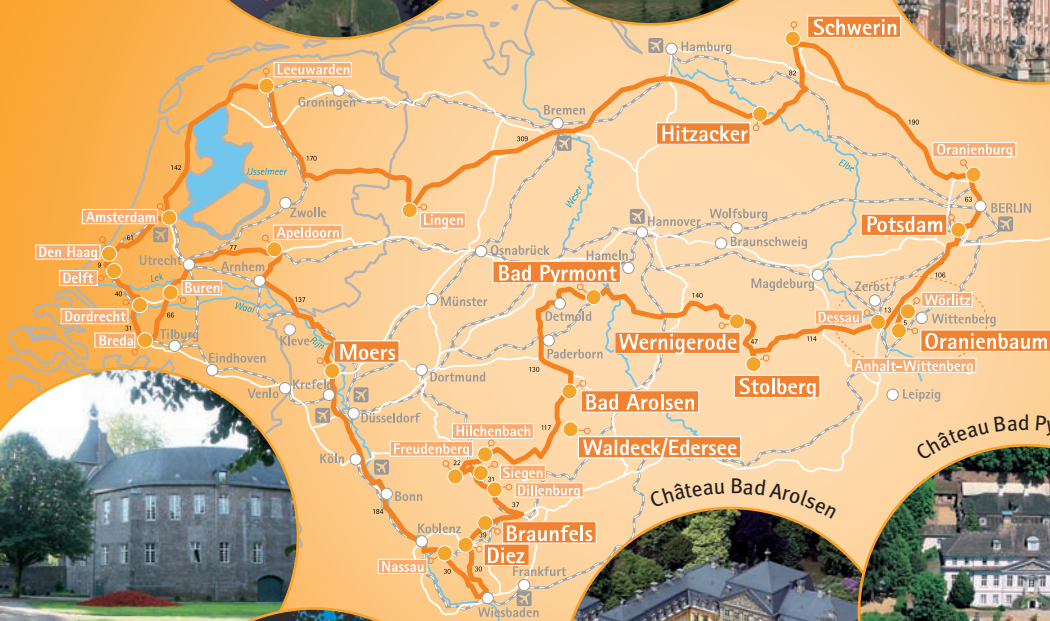 Schwerin
Hamburg
82
Leeuwarden
Groningen
Bremen
190
Hitzacker
309
Elbe
Oranienburg
142
170
IJsselmeer
Weser
63
BERLIN
Zwolle
Lingen
Amsterdam
61
Apeldoorn
77
Hannover
Wolfsburg
Braunschweig
Potsdam
Den Haag
9
Utrecht
Arnhem
Osnabrück
Hameln
Delft
Lek
Buren
Bad Pyrmont
Magdeburg
106
Zerbst
40
Waal
137
Münster
Detmold
140
Wörlitz
Dordrecht
66
13
Dessau
5
Wittenberg
31
Breda
Tilburg
Kleve
Rijn
Moers
Paderborn
Wernigerode
47
114
Oranienbaum
Eindhoven
Anhalt-Wittenberg
Venlo
Krefeld
Dortmund
130
Stolberg
Leipzig
Düsseldorf
Bad Arolsen
Hilchenbach
117
Freudenberg
Waldeck/Edersee
Château Bad Py
Köln
22
Siegen
31
Dillenburg
Château Bad Arolsen
Bonn
184
37
Koblenz
39
Braunfels
Diez
Nassau
30
30
Frankfurt
Wiesbaden